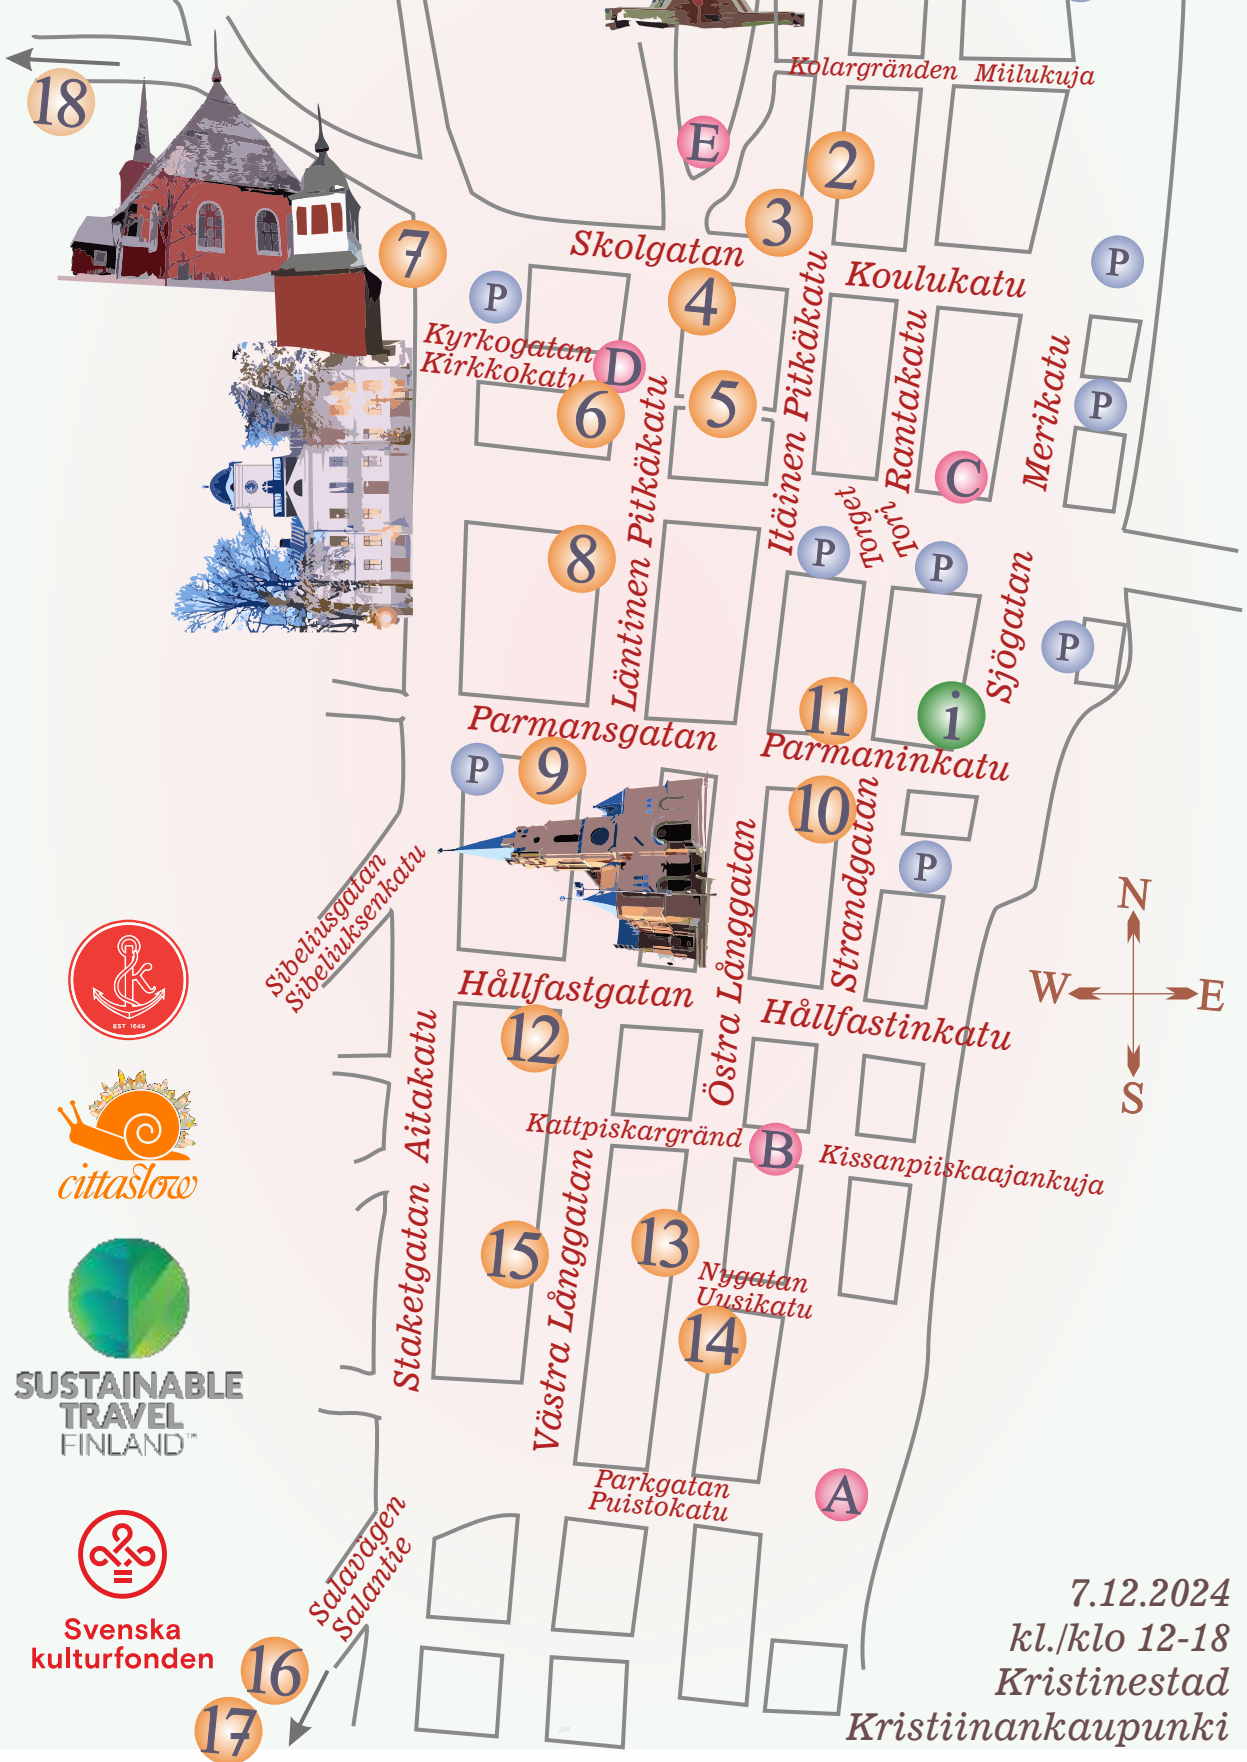 Kolargränden Miilukuja
18
E
2
3
7
Skolgatan
Koulukatu
P
P
4
Kyrkogatan
Kirkkokatu
D
Itäinen Pitkäkatu
Rantakatu
Merikatu
P
6
5
Läntinen Pitkäkatu
C
Torget
Tori
8
P
P
Sjögatan
P
11
i
Parmansgatan
Parmaninkatu
P
9
10
Strandgatan
P
Östra Långgatan
Sibeliusgatan
Sibeliuksenkatu
N
W E
S
k
EST 1649
Hållfastgatan
Hållfastinkatu
12
Staketgatan Aitakatu
Kattpiskargränd
B
Kissanpiiskaajankuja
cittaslow
Västra Långgatan
15
13
Nygatan
Uusikatu
14
SUSTAINABLE
TRAVEL
FINLAND™
Parkgatan
Puistokatu
A
Salavägen
Salantie
Svenska
kulturfonden
16
17
7.12.2024
kl./klo 12-18
Kristinestad
Kristiinankaupunki